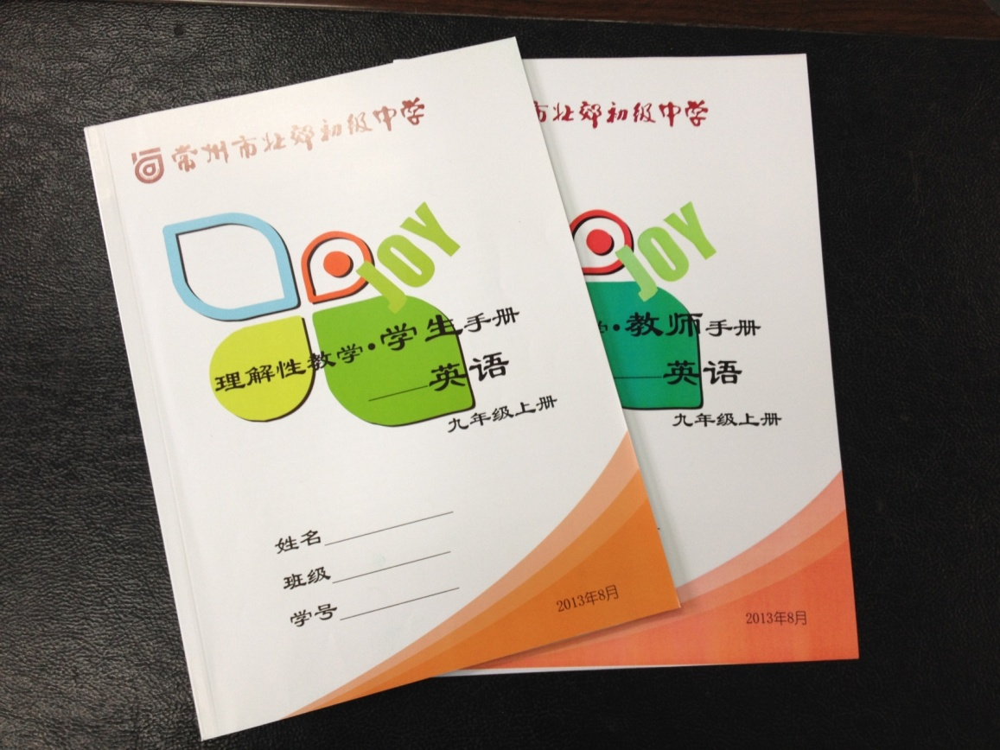 常州市北郊初级中学
JOY
理解性教学·学生手册
英语
九年级上册
姓名
班级
学号
2013年8月
市北郊初级中学
JOY
学·教师手册
英语
九年级上册
2013年8月